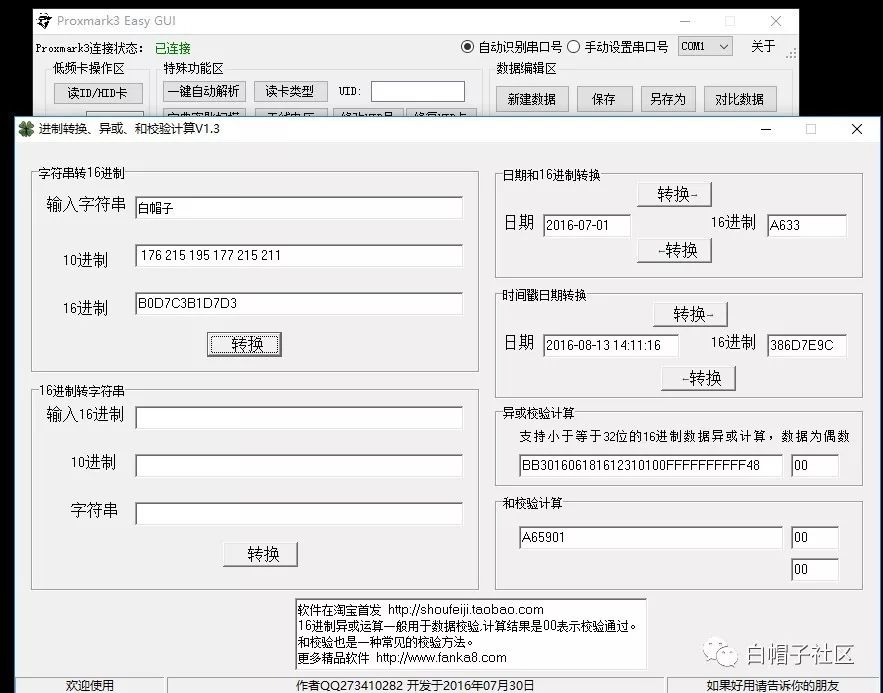 Proxmark3 Easy GUI
Proxmark3连接状态： 已连接
自动识别串口号 手动设置串口号 COM1 关于
低频卡操作区 特殊功能区 数据编辑区
读ID/HID卡 一键自动解析 读卡类型 UID: 新建数据 保存 另存为 对比数据
进制转换、异或、和校验计算V1.3
字符串转16进制
输入字符串 白帽子
10进制 176 215 195 177 215 211
16进制 B0D7C3B1D7D3
转换
16进制转字符串
输入16进制
10进制
字符串
转换
日期和16进制转换
转换→
日期 2016-07-01 16进制 A633
←转换
时间戳日期转换
转换→
日期 2016-08-13 14:11:16 16进制 386D7E9C
←转换
异或校验计算
支持小于等于32位的16进制数据异或计算，数据为偶数
BB301606181612310100FFFFFFFFFF48 00
和校验计算
A65901 00
00
软件在淘宝首发 http://shoufeiji.taobao.com
16进制异或运算一般用于数据校验.计算结果是00表示校验通过。
和校验也是一种常见的校验方法。
更多精品软件 http://www.fanka8.com
白帽子社区
欢迎使用 作者QQ273410282 开发于2016年07月30日 如果好用请告诉你的朋友